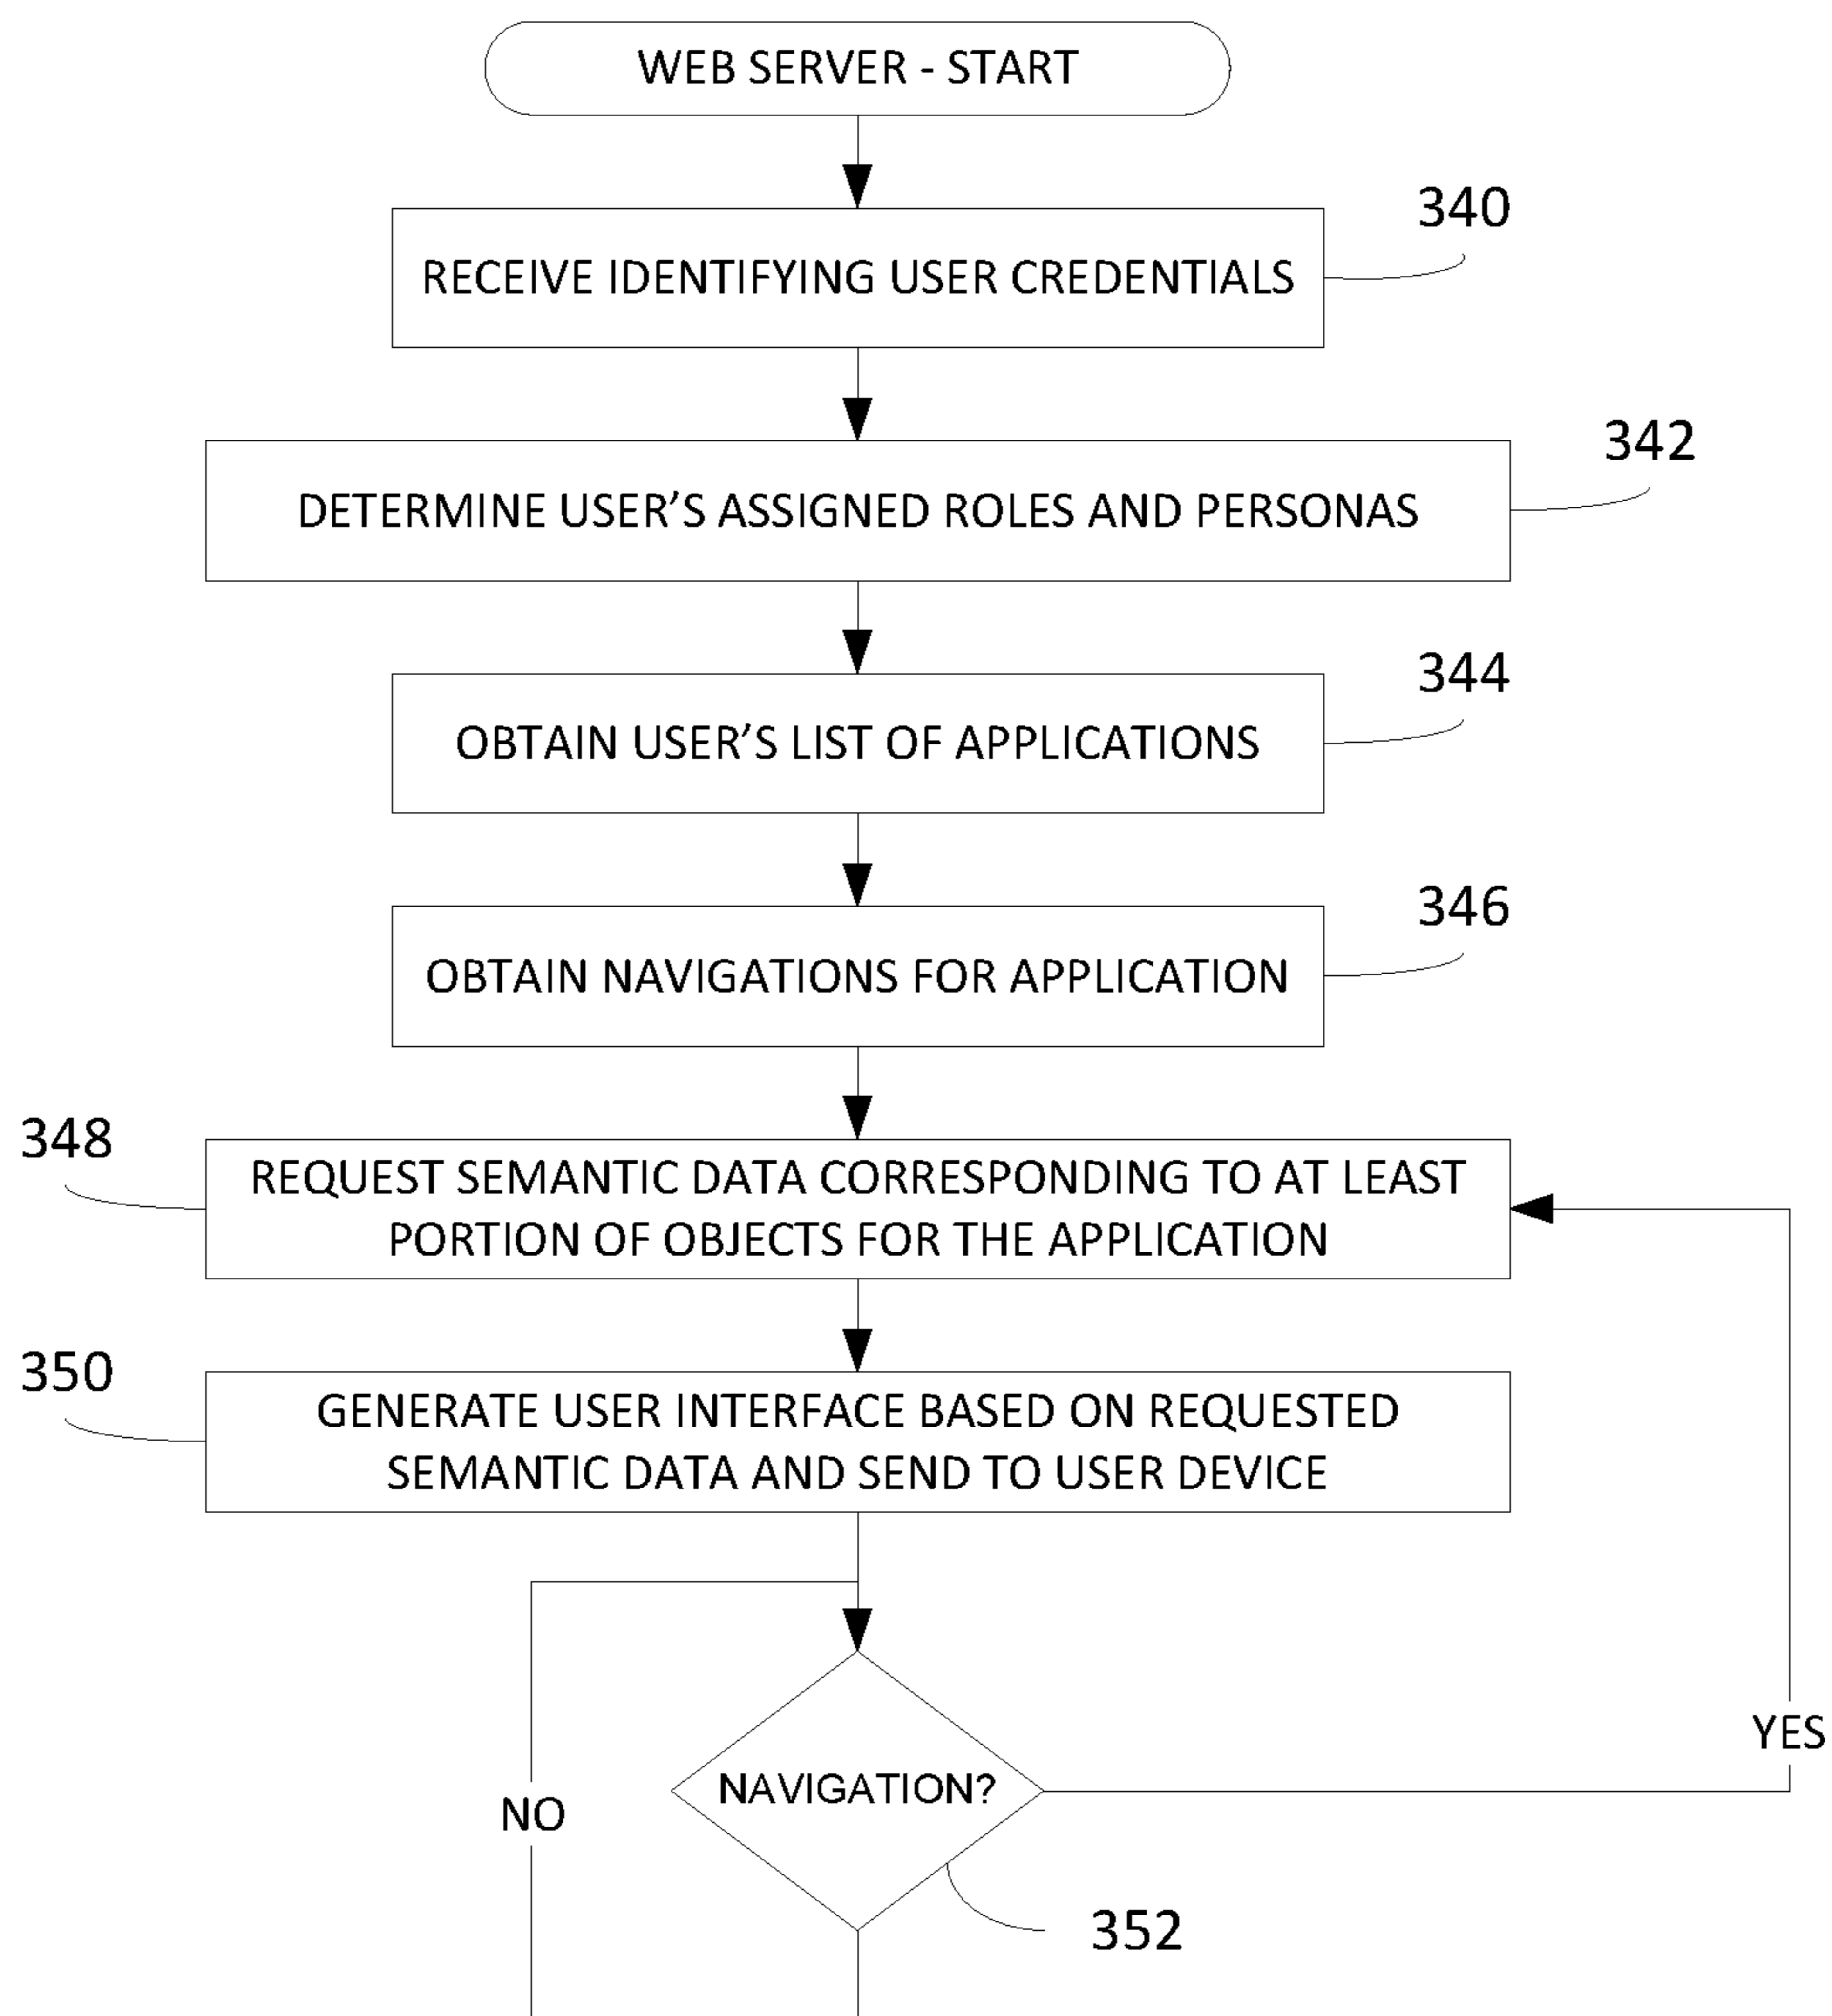 WEB SERVER - START
340
RECEIVE IDENTIFYING USER CREDENTIALS
342
DETERMINE USER’S ASSIGNED ROLES AND PERSONAS
344
OBTAIN USER’S LIST OF APPLICATIONS
346
OBTAIN NAVIGATIONS FOR APPLICATION
348
REQUEST SEMANTIC DATA CORRESPONDING TO AT LEAST
PORTION OF OBJECTS FOR THE APPLICATION
350
GENERATE USER INTERFACE BASED ON REQUESTED
SEMANTIC DATA AND SEND TO USER DEVICE
YES
NAVIGATION?
NO
352